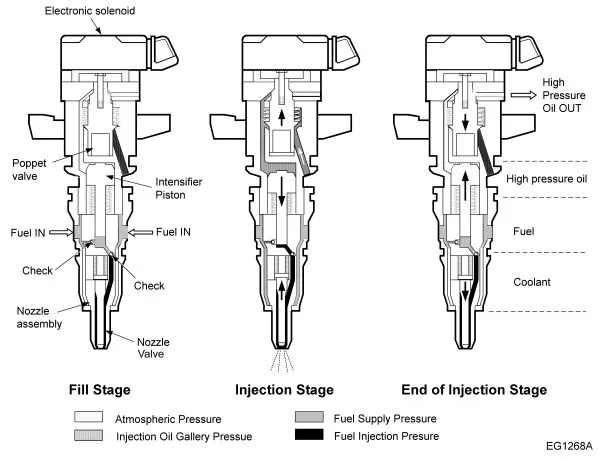 Electronic solenoid
High
Pressure
Oil OUT
Poppet
valve
Intensifier
Piston
High pressure oil
Fuel IN
Fuel IN
Fuel
Check
Check
Coolant
Nozzle
assembly
Nozzle
Valve
Fill Stage
Injection Stage
End of Injection Stage
Atmospheric Pressure
Fuel Supply Pressure
Injection Oil Gallery Pressue
Fuel Injection Pressure
EG1268A